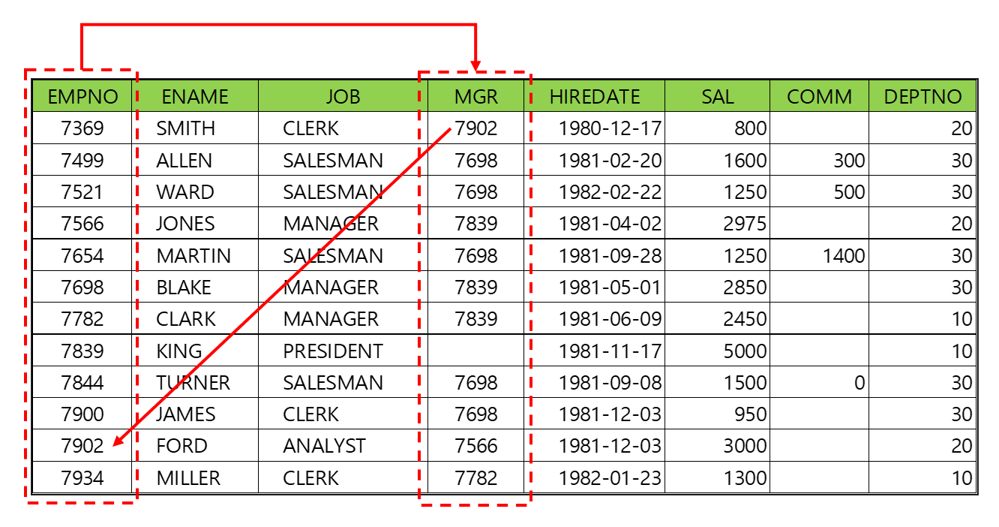 EMPNO ENAME JOB MGR HIREDATE SAL COMM DEPTNO
7369 SMITH CLERK 7902 1980-12-17 800 20
7499 ALLEN SALESMAN 7698 1981-02-20 1600 300 30
7521 WARD SALESMAN 7698 1982-02-22 1250 500 30
7566 JONES MANAGER 7839 1981-04-02 2975 20
7654 MARTIN SALESMAN 7698 1981-09-28 1250 1400 30
7698 BLAKE MANAGER 7839 1981-05-01 2850 30
7782 CLARK MANAGER 7839 1981-06-09 2450 10
7839 KING PRESIDENT 1981-11-17 5000 10
7844 TURNER SALESMAN 7698 1981-09-08 1500 0 30
7900 JAMES CLERK 7698 1981-12-03 950 30
7902 FORD ANALYST 7566 1981-12-03 3000 20
7934 MILLER CLERK 7782 1982-01-23 1300 10